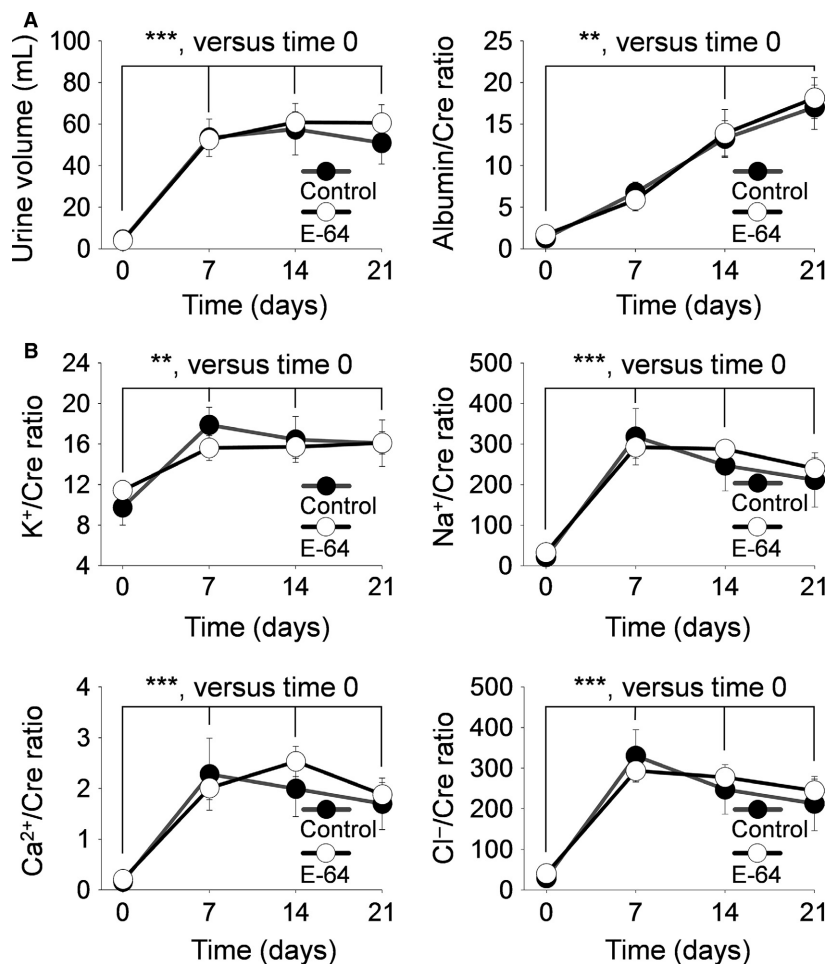 A
***, versus time 0
Urine volume (mL)
100
80
60
40
20
0
Control
E-64
0 7 14 21
Time (days)
**, versus time 0
Albumin/Cre ratio
25
20
15
10
5
0
Control
E-64
0 7 14 21
Time (days)
B
**, versus time 0
K⁺/Cre ratio
24
20
16
12
8
4
Control
E-64
0 7 14 21
Time (days)
***, versus time 0
Na⁺/Cre ratio
500
400
300
200
100
0
Control
E-64
0 7 14 21
Time (days)
***, versus time 0
Ca²⁺/Cre ratio
4
3
2
1
0
Control
E-64
0 7 14 21
Time (days)
***, versus time 0
Cl⁻/Cre ratio
500
400
300
200
100
0
Control
E-64
0 7 14 21
Time (days)